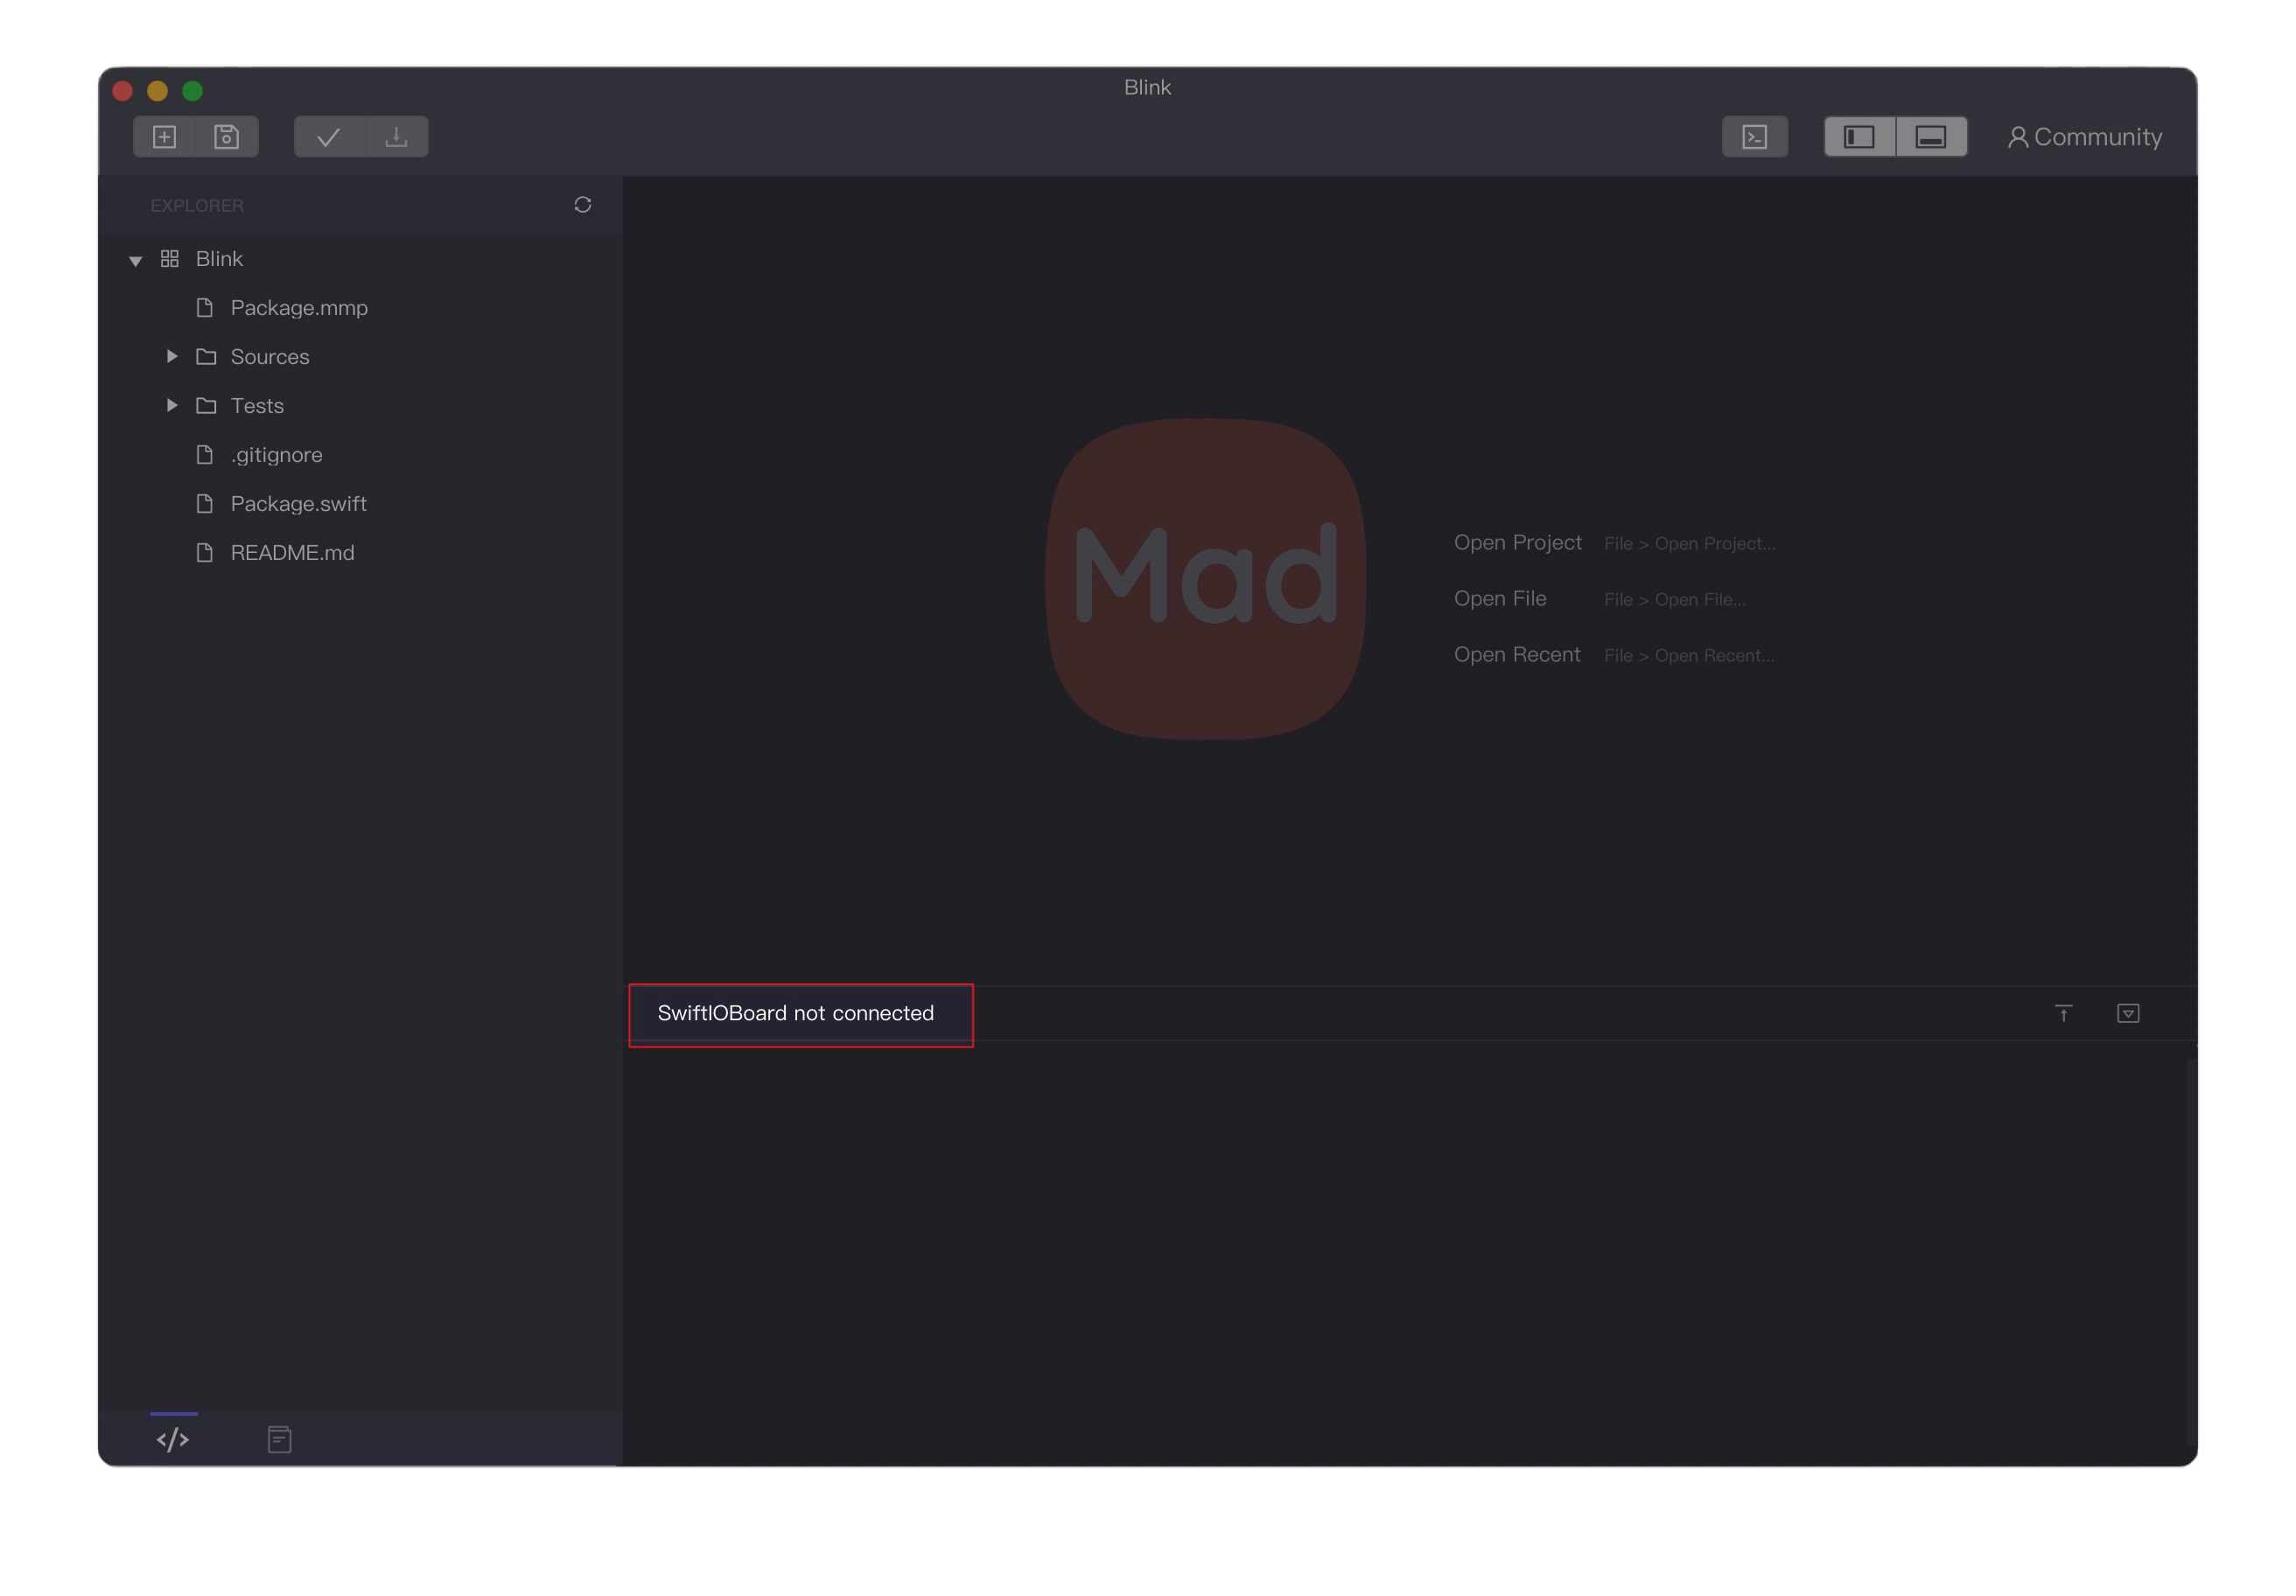 Blink
Community
EXPLORER
Blink
Package.mmp
Sources
Tests
.gitignore
Package.swift
README.md
Mad
Open Project File > Open Project...
Open File File > Open File...
Open Recent File > Open Recent...
SwiftIOBoard not connected